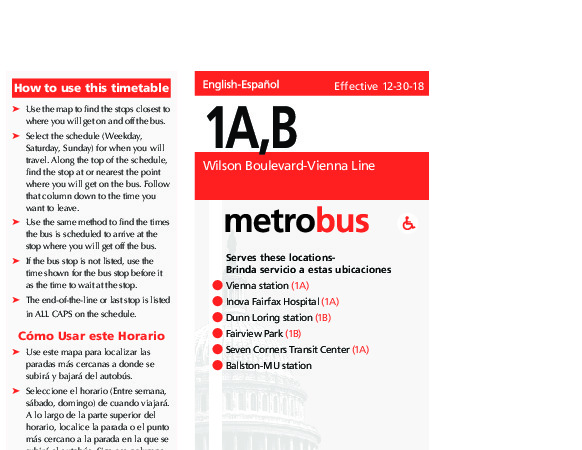 How to use this timetable
➤ Use the map to find the stops closest to
where you will get on and off the bus.
➤ Select the schedule (Weekday,
Saturday, Sunday) for when you will
travel. Along the top of the schedule,
find the stop at or nearest the point
where you will get on the bus. Follow
that column down to the time you
want to leave.
➤ Use the same method to find the times
the bus is scheduled to arrive at the
stop where you will get off the bus.
➤ If the bus stop is not listed, use the
time shown for the bus stop before it
as the time to wait at the stop.
➤ The end-of-the-line or last stop is listed
in ALL CAPS on the schedule.
Cómo Usar este Horario
➤ Use este mapa para localizar las
paradas más cercanas a donde se
subirá y bajará del autobús.
➤ Seleccione el horario (Entre semana,
sábado, domingo) de cuando viajará.
A lo largo de la parte superior del
horario, localice la parada o el punto
más cercano a la parada en la que se
English-Español
Effective 12-30-18
1A,B
Wilson Boulevard-Vienna Line
metrobus
Serves these locations-
Brinda servicio a estas ubicaciones
● Vienna station (1A)
● Inova Fairfax Hospital (1A)
● Dunn Loring station (1B)
● Fairview Park (1B)
● Seven Corners Transit Center (1A)
● Ballston-MU station